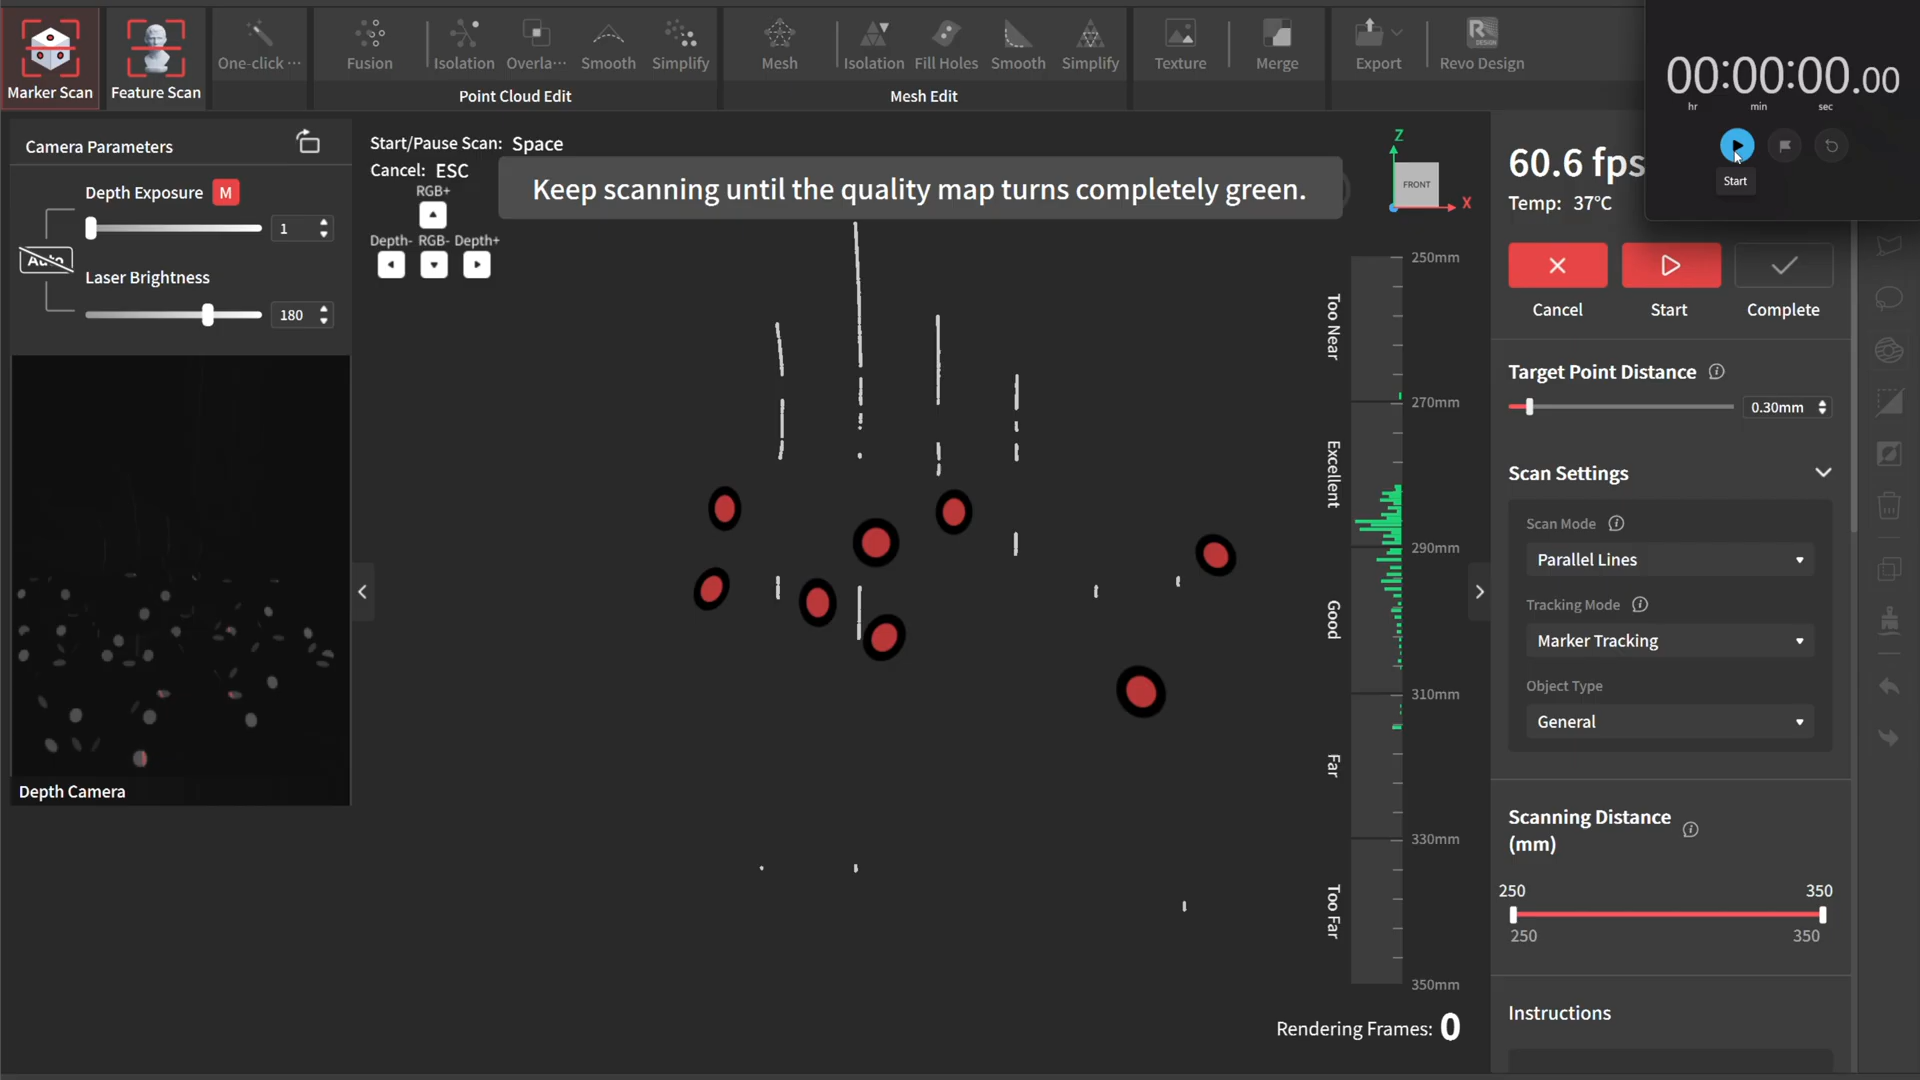 Marker Scan
Feature Scan
One-click ···
Fusion
Isolation
Overla···
Smooth
Simplify
Point Cloud Edit
Mesh
Isolation
Fill Holes
Smooth
Simplify
Mesh Edit
Texture
Merge
Export
Revo Design
00:00:00.00
hr min sec
Start
Camera Parameters
Depth Exposure M
1
Auto
Laser Brightness
180
Depth Camera
Start/Pause Scan: Space
Cancel: ESC
RGB+
Depth- RGB- Depth+
Keep scanning until the quality map turns completely green.
Z
FRONT
X
250mm
Too Near
270mm
Excellent
290mm
Good
310mm
Far
330mm
Too Far
350mm
Rendering Frames: 0
60.6 fps
Temp: 37℃
Cancel
Start
Complete
Target Point Distance
0.30mm
Scan Settings
Scan Mode
Parallel Lines
Tracking Mode
Marker Tracking
Object Type
General
Scanning Distance
(mm)
250 350
250 350
Instructions